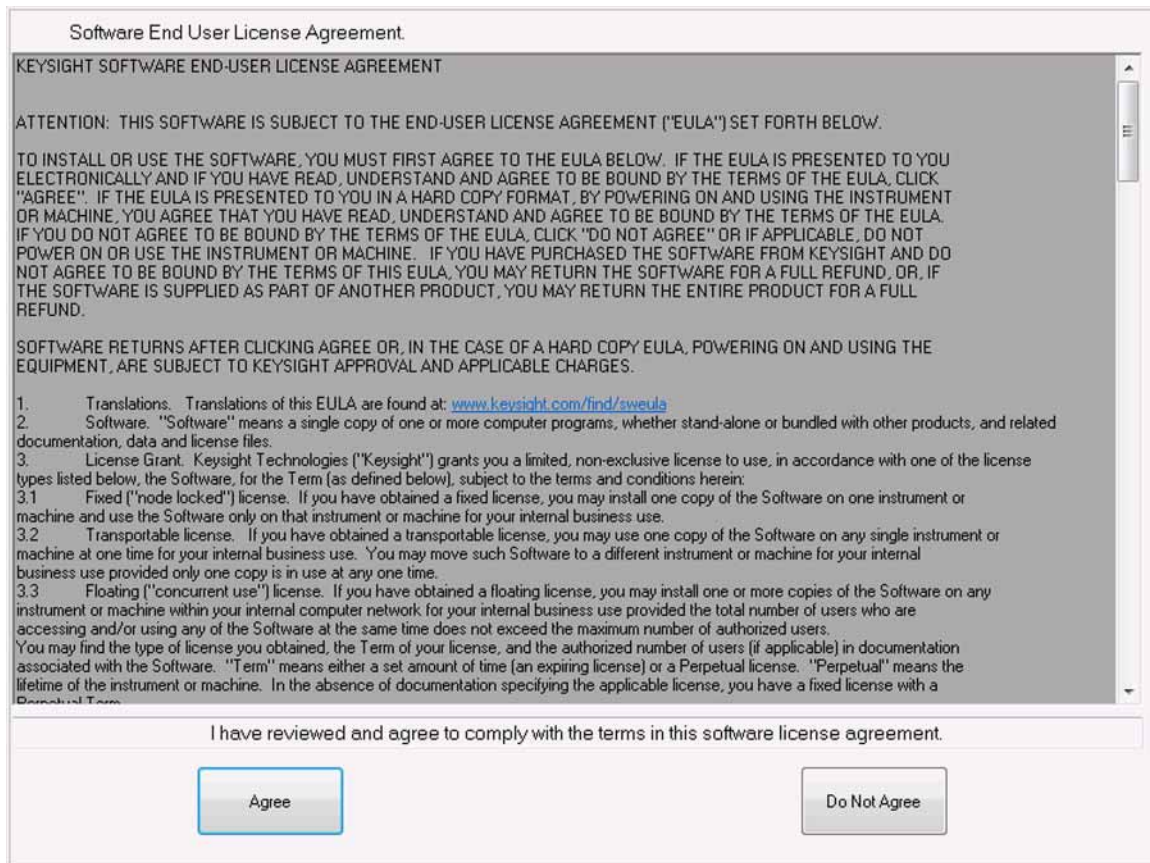 Software End User License Agreement.
KEYSIGHT SOFTWARE END-USER LICENSE AGREEMENT
ATTENTION: THIS SOFTWARE IS SUBJECT TO THE END-USER LICENSE AGREEMENT ("EULA") SET FORTH BELOW.
TO INSTALL OR USE THE SOFTWARE, YOU MUST FIRST AGREE TO THE EULA BELOW. IF THE EULA IS PRESENTED TO YOU
ELECTRONICALLY AND IF YOU HAVE READ, UNDERSTAND AND AGREE TO BE BOUND BY THE TERMS OF THE EULA, CLICK
"AGREE". IF THE EULA IS PRESENTED TO YOU IN A HARD COPY FORMAT, BY POWERING ON AND USING THE INSTRUMENT
OR MACHINE, YOU AGREE THAT YOU HAVE READ, UNDERSTAND AND AGREE TO BE BOUND BY THE TERMS OF THE EULA.
IF YOU DO NOT AGREE TO BE BOUND BY THE TERMS OF THE EULA, CLICK "DO NOT AGREE" OR IF APPLICABLE, DO NOT
POWER ON OR USE THE INSTRUMENT OR MACHINE. IF YOU HAVE PURCHASED THE SOFTWARE FROM KEYSIGHT AND DO
NOT AGREE TO BE BOUND BY THE TERMS OF THIS EULA, YOU MAY RETURN THE SOFTWARE FOR A FULL REFUND, OR, IF
THE SOFTWARE IS SUPPLIED AS PART OF ANOTHER PRODUCT, YOU MAY RETURN THE ENTIRE PRODUCT FOR A FULL
REFUND.
SOFTWARE RETURNS AFTER CLICKING AGREE OR, IN THE CASE OF A HARD COPY EULA, POWERING ON AND USING THE
EQUIPMENT, ARE SUBJECT TO KEYSIGHT APPROVAL AND APPLICABLE CHARGES.
1. Translations. Translations of this EULA are found at: www.keysight.com/find/sweula
2. Software. "Software" means a single copy of one or more computer programs, whether stand-alone or bundled with other products, and related
documentation, data and license files.
3. License Grant. Keysight Technologies ("Keysight") grants you a limited, non-exclusive license to use, in accordance with one of the license
types listed below, the Software, for the Term (as defined below), subject to the terms and conditions herein:
3.1 Fixed ("node locked") license. If you have obtained a fixed license, you may install one copy of the Software on one instrument or
machine and use the Software only on that instrument or machine for your internal business use.
3.2 Transportable license. If you have obtained a transportable license, you may use one copy of the Software on any single instrument or
machine at one time for your internal business use. You may move such Software to a different instrument or machine for your internal
business use provided only one copy is in use at any one time.
3.3 Floating ("concurrent use") license. If you have obtained a floating license, you may install one or more copies of the Software on any
instrument or machine within your internal computer network for your internal business use provided the total number of users who are
accessing and/or using any of the Software at the same time does not exceed the maximum number of authorized users.
You may find the type of license you obtained, the Term of your license, and the authorized number of users (if applicable) in documentation
associated with the Software. "Term" means either a set amount of time (an expiring license) or a Perpetual license. "Perpetual" means the
lifetime of the instrument or machine. In the absence of documentation specifying the applicable license, you have a fixed license with a
Perpetual Term
I have reviewed and agree to comply with the terms in this software license agreement.
Agree
Do Not Agree